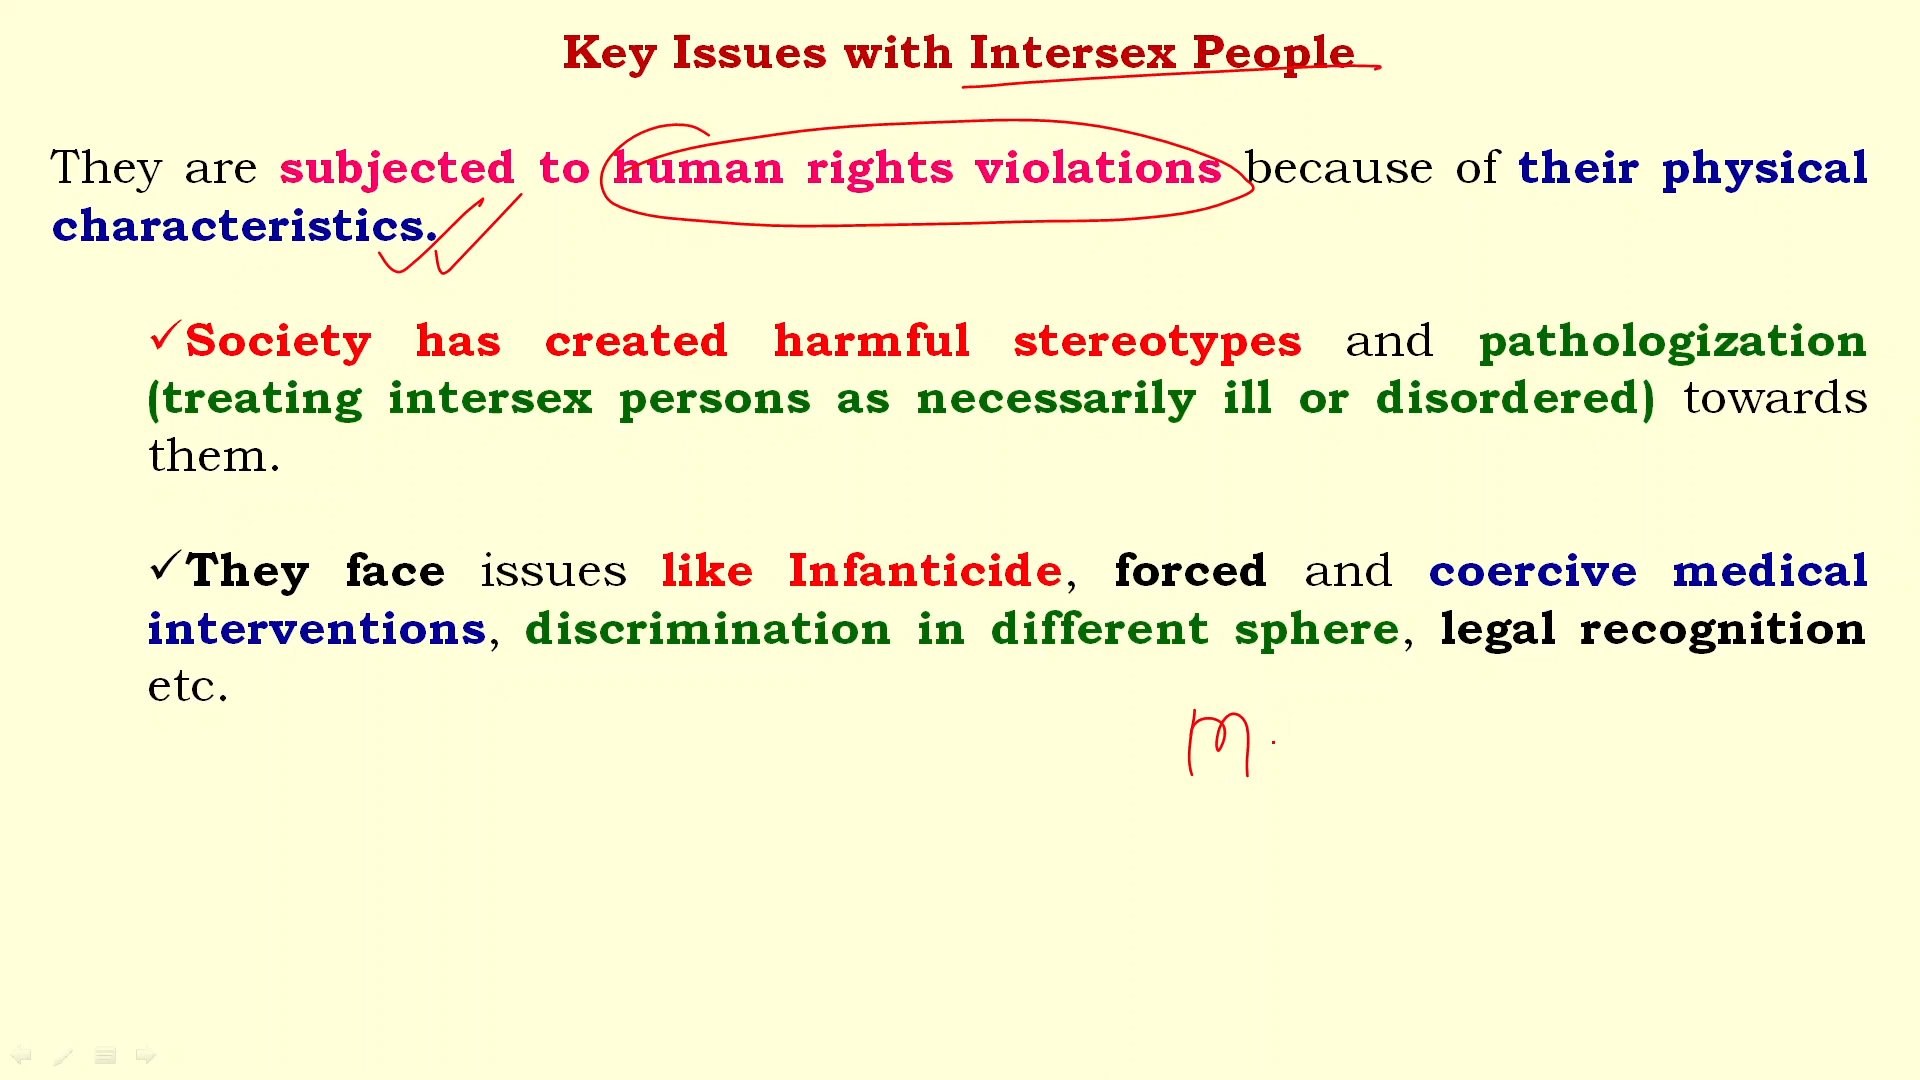 Key Issues with Intersex People
They are subjected to human rights violations because of their physical
characteristics.
✓Society has created harmful stereotypes and pathologization
(treating intersex persons as necessarily ill or disordered) towards
them.
✓They face issues like Infanticide, forced and coercive medical
interventions, discrimination in different sphere, legal recognition
etc.
m.